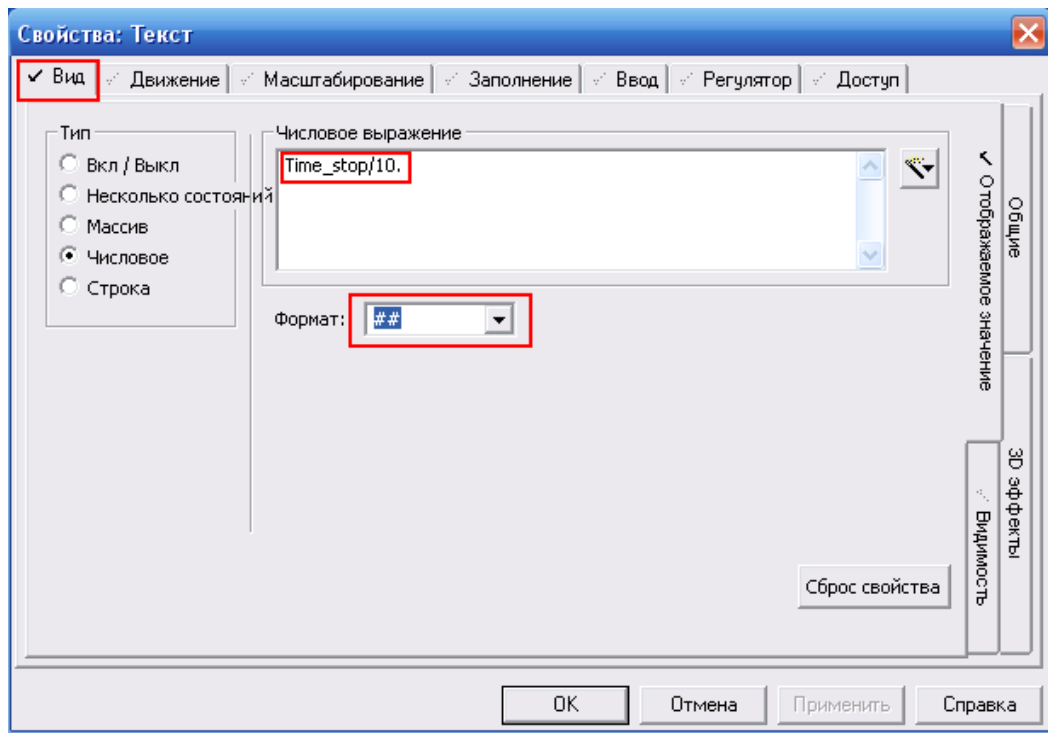 Свойства: Текст
Вид
Движение
Масштабирование
Заполнение
Ввод
Регулятор
Доступ
Тип
Вкл / Выкл
Несколько состояний
Массив
Числовое
Строка
Числовое выражение
Time_stop/10.
Формат:
##
Отображаемое значение
Видимость
Общие
3D эффекты
Сброс свойства
OK
Отмена
Применить
Справка